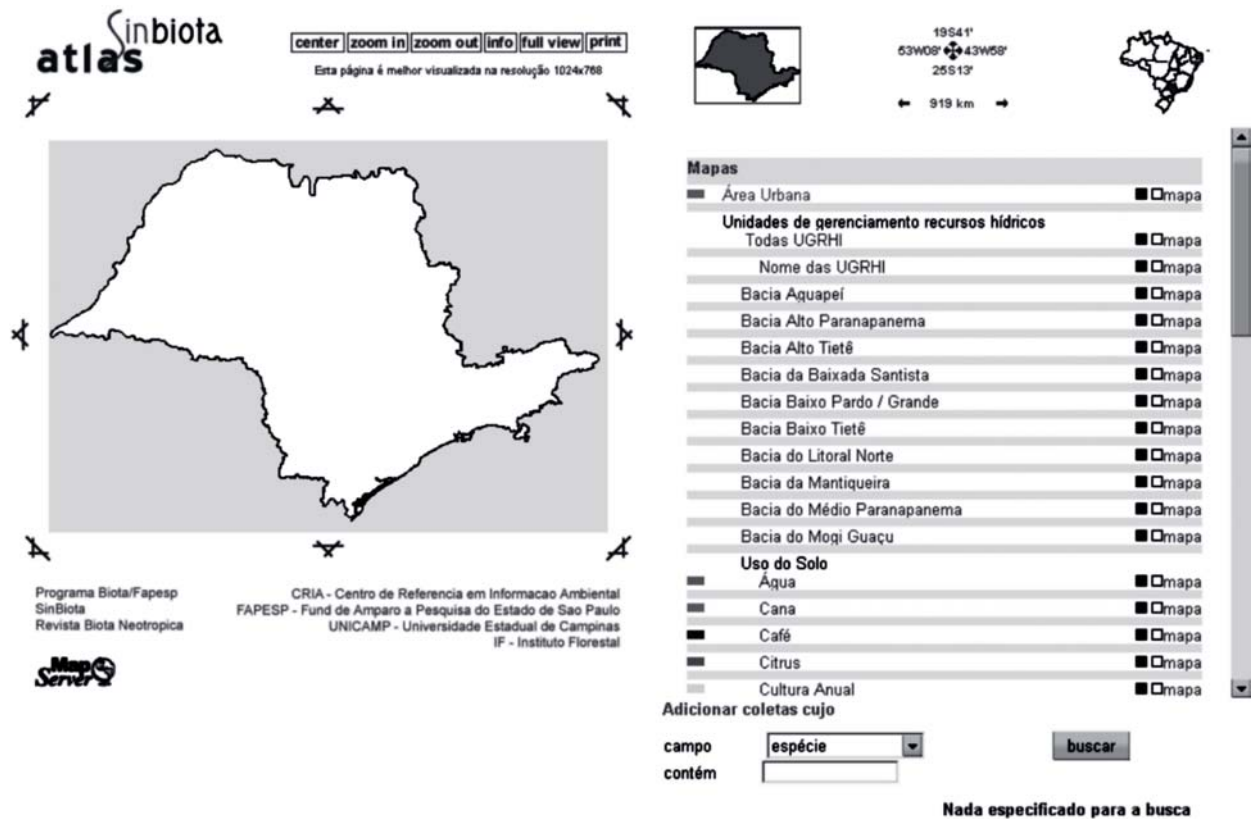 Sinbiota
atlas
center zoom in zoom out info full view print
Esta página é melhor visualizada na resolução 1024x768
19S41'
53W08' 43W58'
25S13'
919 km
Mapas
Área Urbana mapa
Unidades de gerenciamento recursos hídricos
Todas UGRHI mapa
Nome das UGRHI mapa
Bacia Aguapeí mapa
Bacia Alto Paranapanema mapa
Bacia Alto Tietê mapa
Bacia da Baixada Santista mapa
Bacia Baixo Pardo / Grande mapa
Bacia Baixo Tietê mapa
Bacia do Litoral Norte mapa
Bacia da Mantiqueira mapa
Bacia do Médio Paranapanema mapa
Bacia do Mogi Guaçu mapa
Uso do Solo
Água mapa
Cana mapa
Café mapa
Citrus mapa
Cultura Anual mapa
Adicionar coletas cujo
campo espécie buscar
contém
Nada especificado para a busca
Programa Biota/Fapesp
SinBiota
Revista Biota Neotropica
CRIA - Centro de Referencia em Informacao Ambiental
FAPESP - Fund de Amparo a Pesquisa do Estado de Sao Paulo
UNICAMP - Universidade Estadual de Campinas
IF - Instituto Florestal
Map
Server